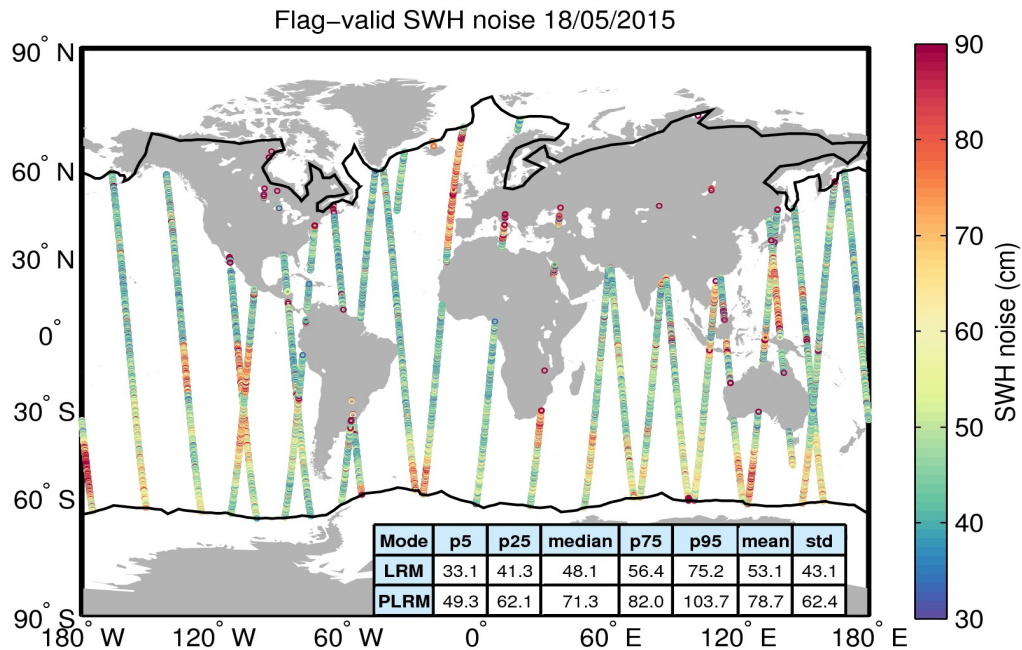 Flag−valid SWH noise 18/05/2015
90° N
60° N
30° N
0°
30° S
60° S
90° S
180° W
120° W
60° W
0°
60° E
120° E
180° E
90
80
70
60
50
40
30
SWH noise (cm)
Mode p5 p25 median p75 p95 mean std
LRM 33.1 41.3 48.1 56.4 75.2 53.1 43.1
PLRM 49.3 62.1 71.3 82.0 103.7 78.7 62.4